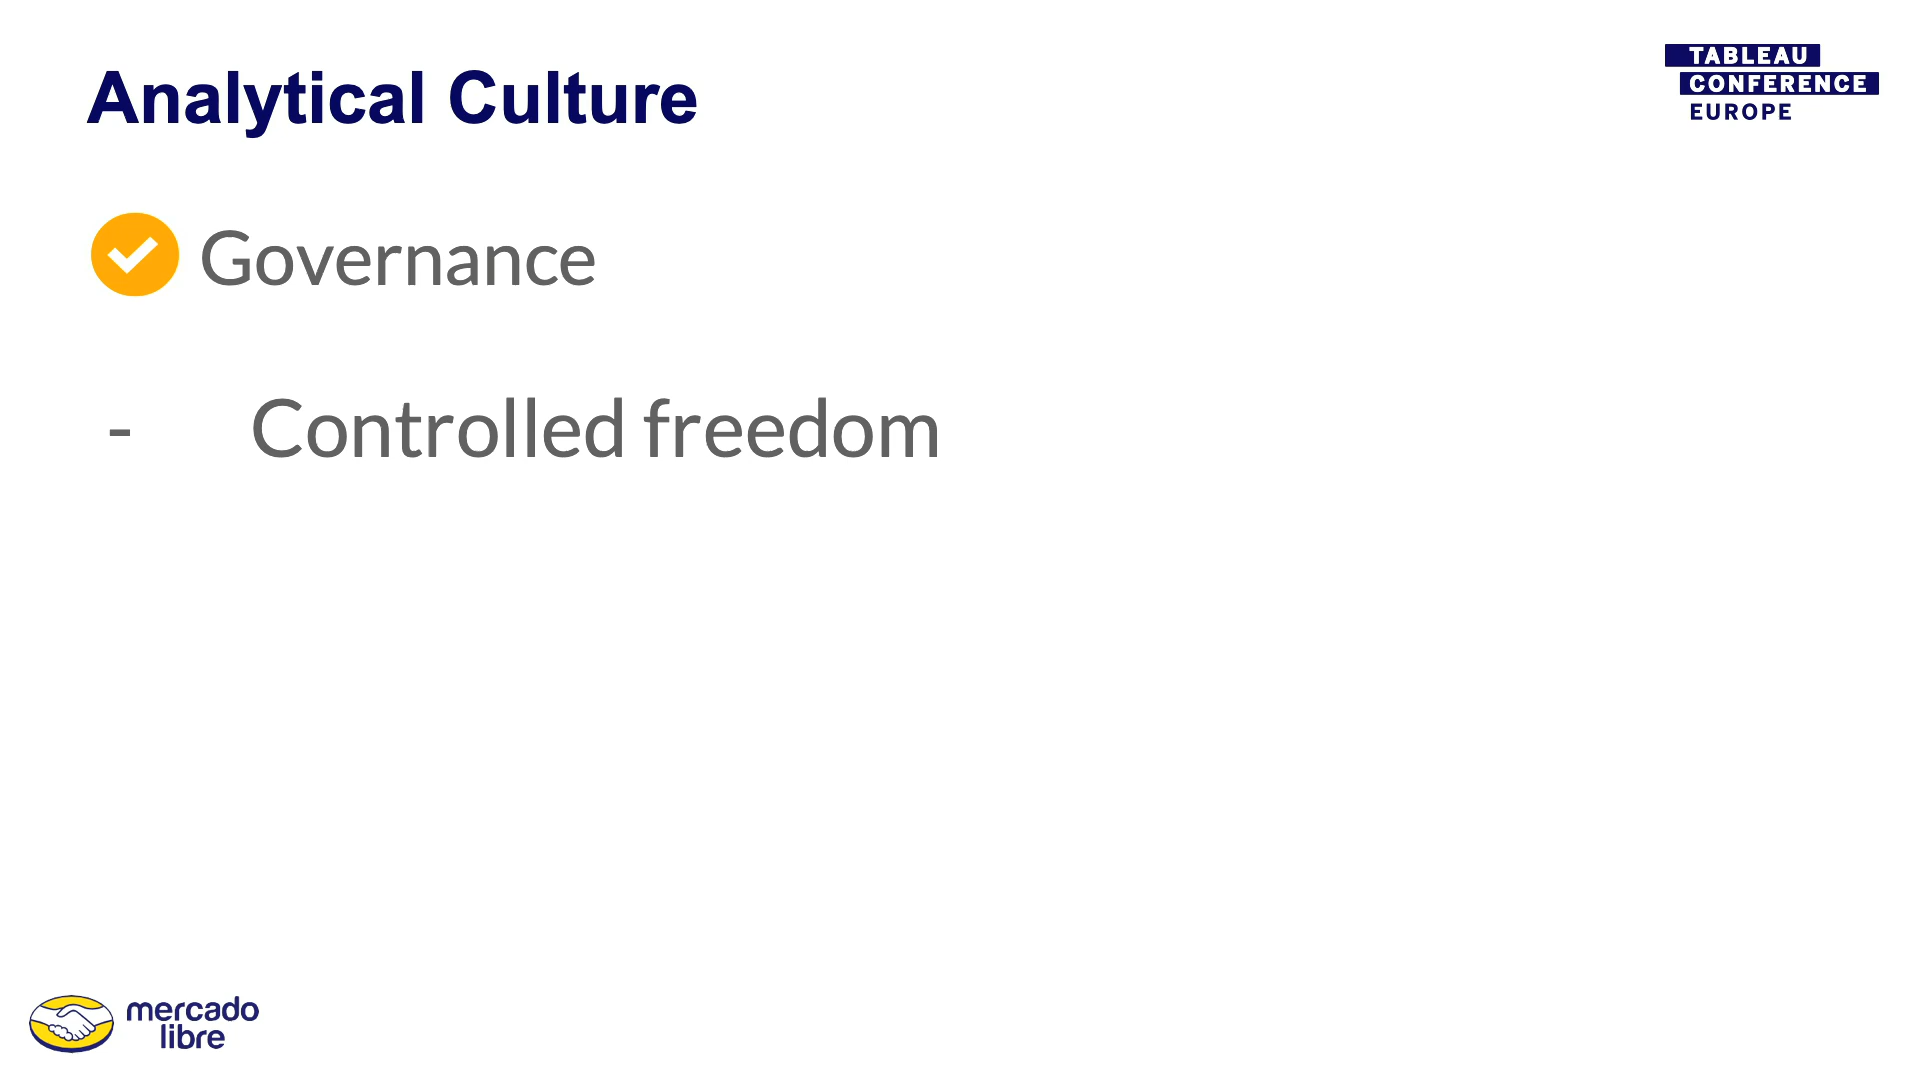 Analytical Culture
TABLEAU
CONFERENCE
EUROPE
Governance
- Controlled freedom
mercado
libre